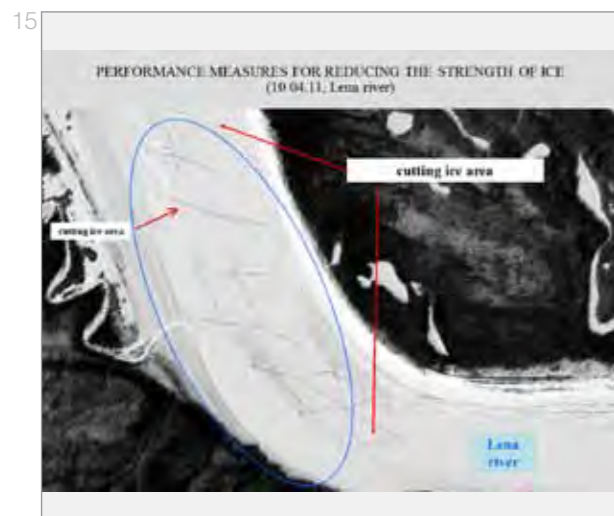 15
PERFORMANCE MEASURES FOR REDUCING THE STRENGTH OF ICE
(10.04.11, Lena river)
cutting ice area
cutting ice area
Lena
river